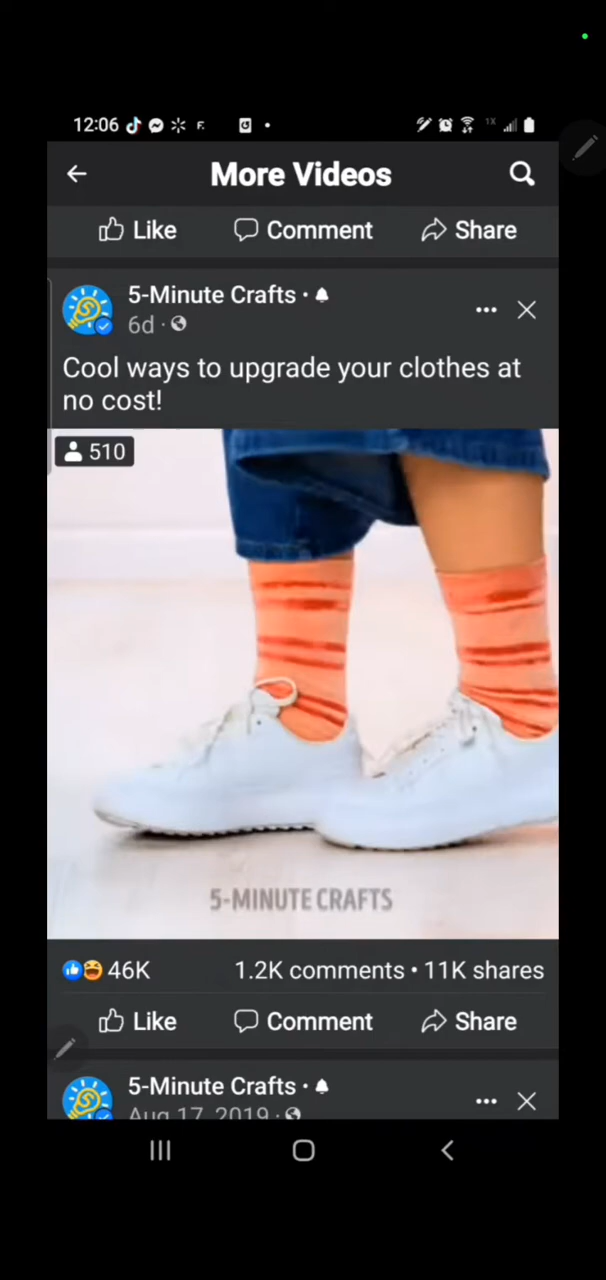 12:06
1X
More Videos
Like Comment Share
5-Minute Crafts ·
6d ·
Cool ways to upgrade your clothes at
no cost!
510
5-MINUTE CRAFTS
46K 1.2K comments • 11K shares
Like Comment Share
5-Minute Crafts ·
Aug 17, 2019 ·